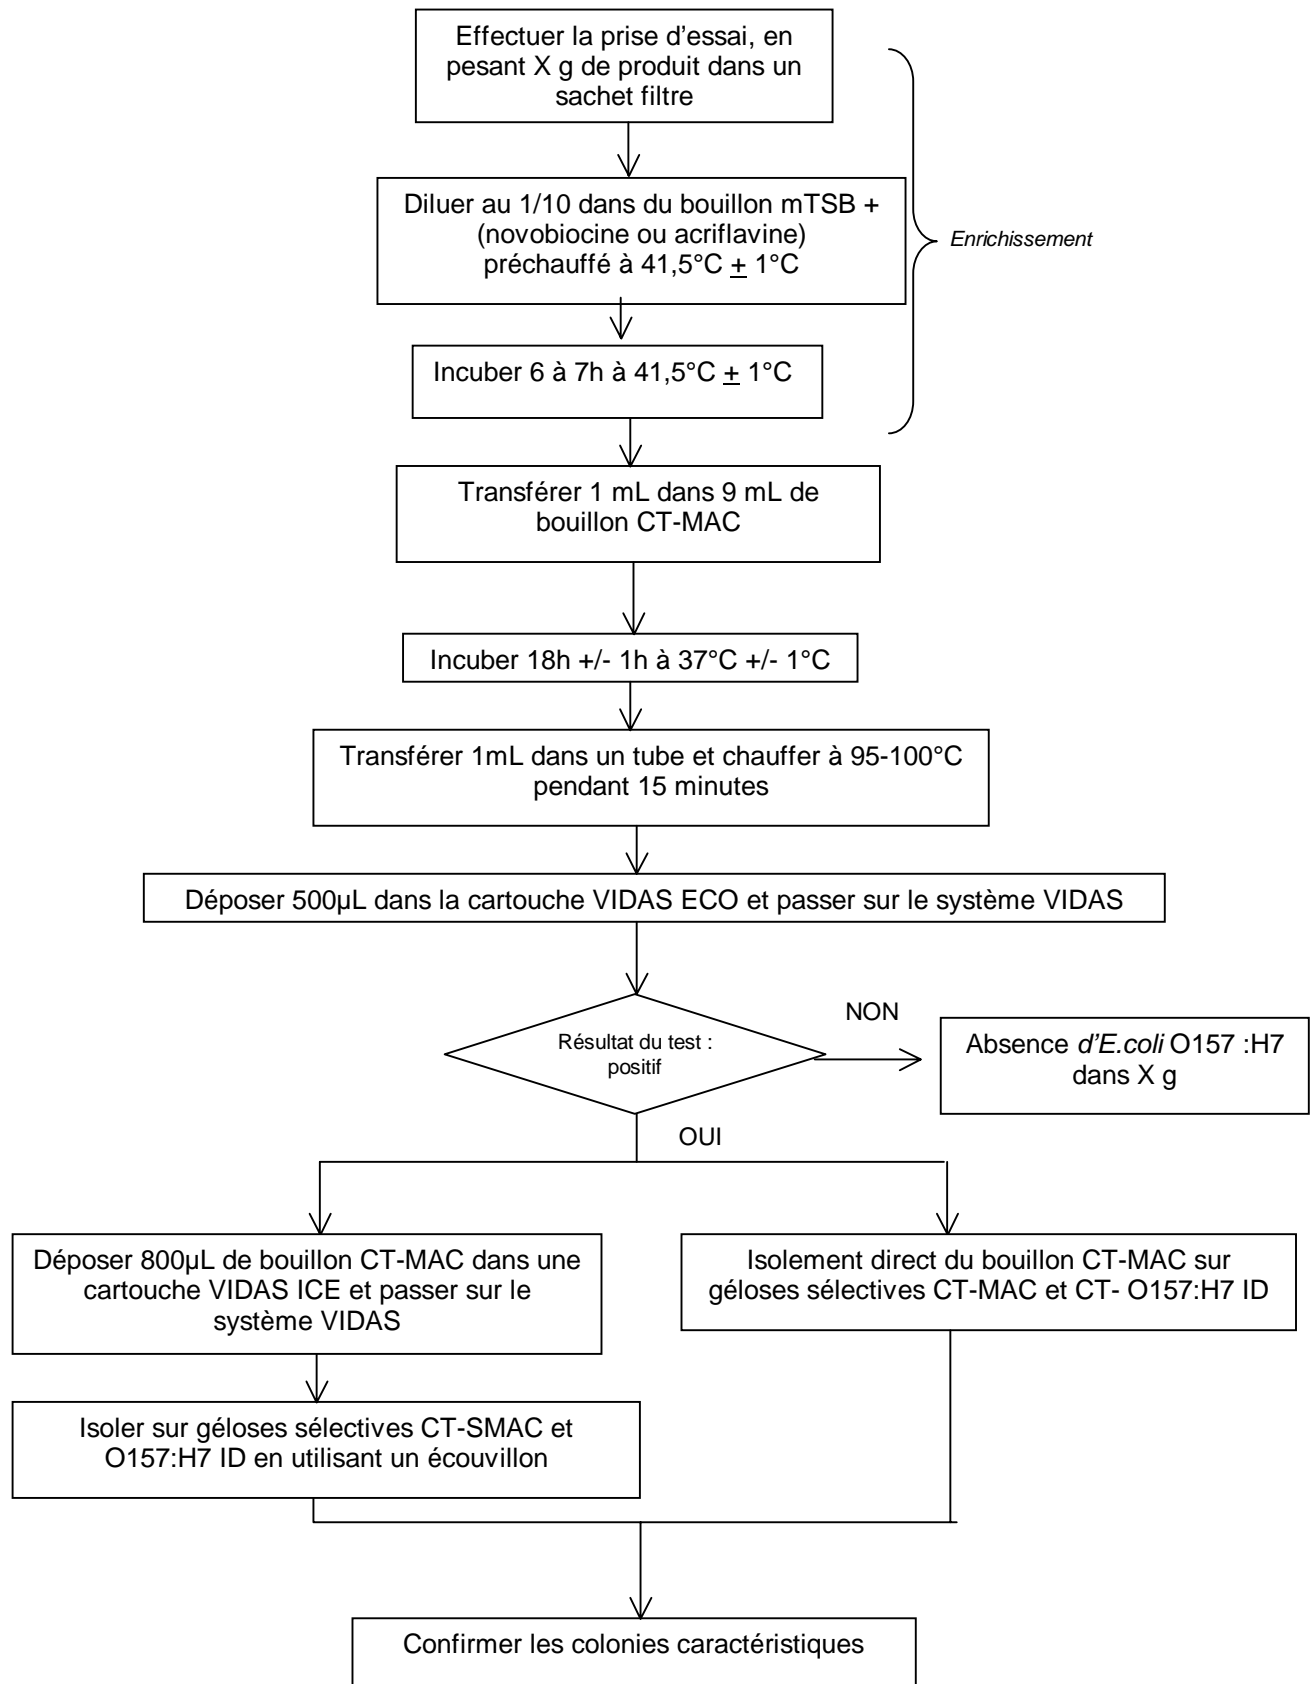 Effectuer la prise d'essai, en
pesant X g de produit dans un
sachet filtre
Diluer au 1/10 dans du bouillon mTSB +
(novobiocine ou acriflavine)
préchauffé à 41,5°C ± 1°C
Enrichissement
Incuber 6 à 7h à 41,5°C ± 1°C
Transférer 1 mL dans 9 mL de
bouillon CT-MAC
Incuber 18h +/- 1h à 37°C +/- 1°C
Transférer 1mL dans un tube et chauffer à 95-100°C
pendant 15 minutes
Déposer 500µL dans la cartouche VIDAS ECO et passer sur le système VIDAS
Résultat du test :
positif
NON
Absence d'E.coli O157 :H7
dans X g
OUI
Déposer 800µL de bouillon CT-MAC dans une
cartouche VIDAS ICE et passer sur le
système VIDAS
Isolement direct du bouillon CT-MAC sur
géloses sélectives CT-MAC et CT- O157:H7 ID
Isoler sur géloses sélectives CT-SMAC et
O157:H7 ID en utilisant un écouvillon
Confirmer les colonies caractéristiques